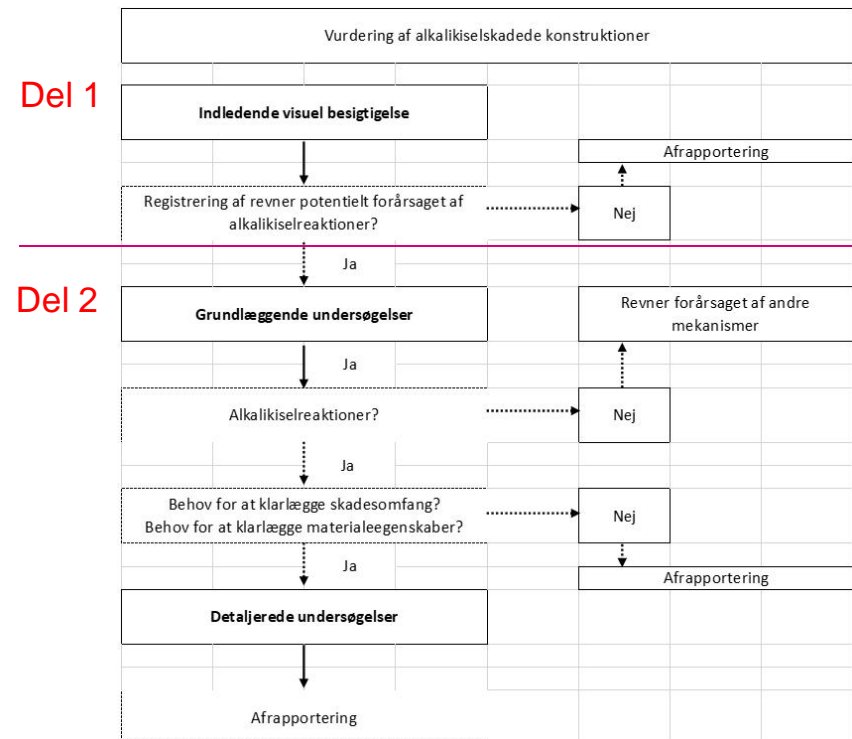 Vurdering af alkalikiselskadede konstruktioner
Del 1
Indledende visuel besigtigelse
Afrapportering
Registrering af revner potentielt forårsaget af
alkalikiselreaktioner?
Nej
Ja
Del 2
Grundlæggende undersøgelser
Revner forårsaget af andre
mekanismer
Ja
Alkalikiselreaktioner?
Nej
Ja
Behov for at klarlægge skadesomfang?
Behov for at klarlægge materialeegenskaber?
Nej
Ja
Afrapportering
Detaljerede undersøgelser
Afrapportering